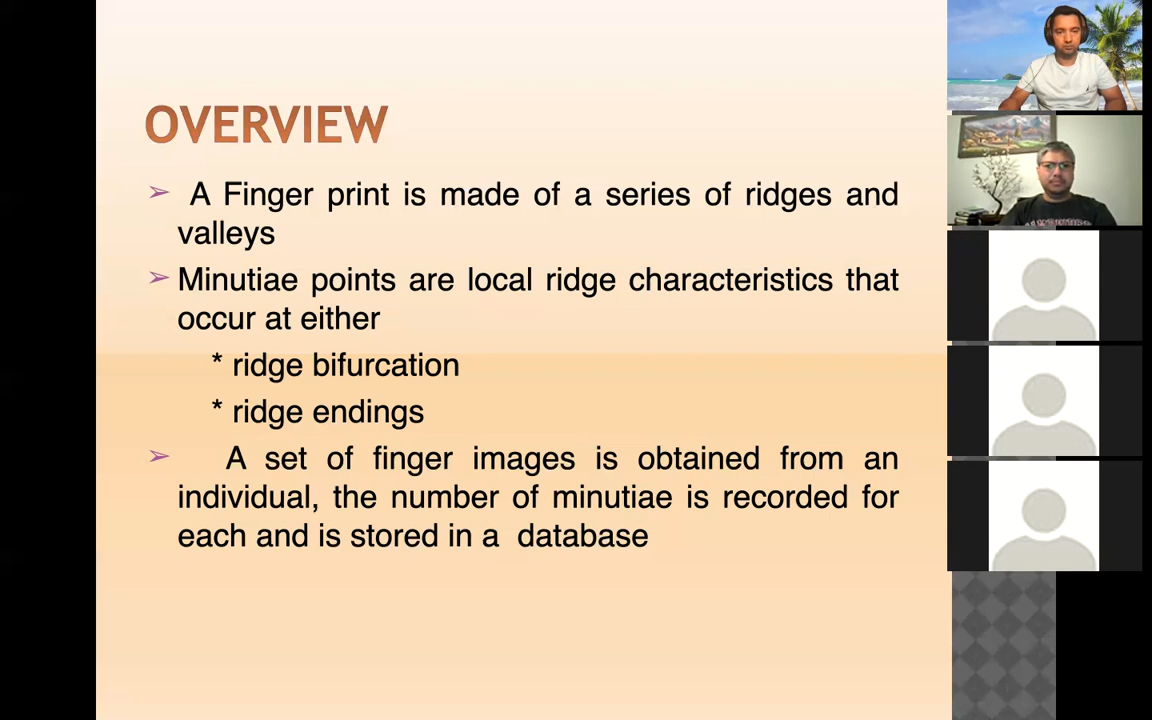 OVERVIEW
➢ A Finger print is made of a series of ridges and
valleys
➢ Minutiae points are local ridge characteristics that
occur at either
* ridge bifurcation
* ridge endings
➢ A set of finger images is obtained from an
individual, the number of minutiae is recorded for
each and is stored in a database